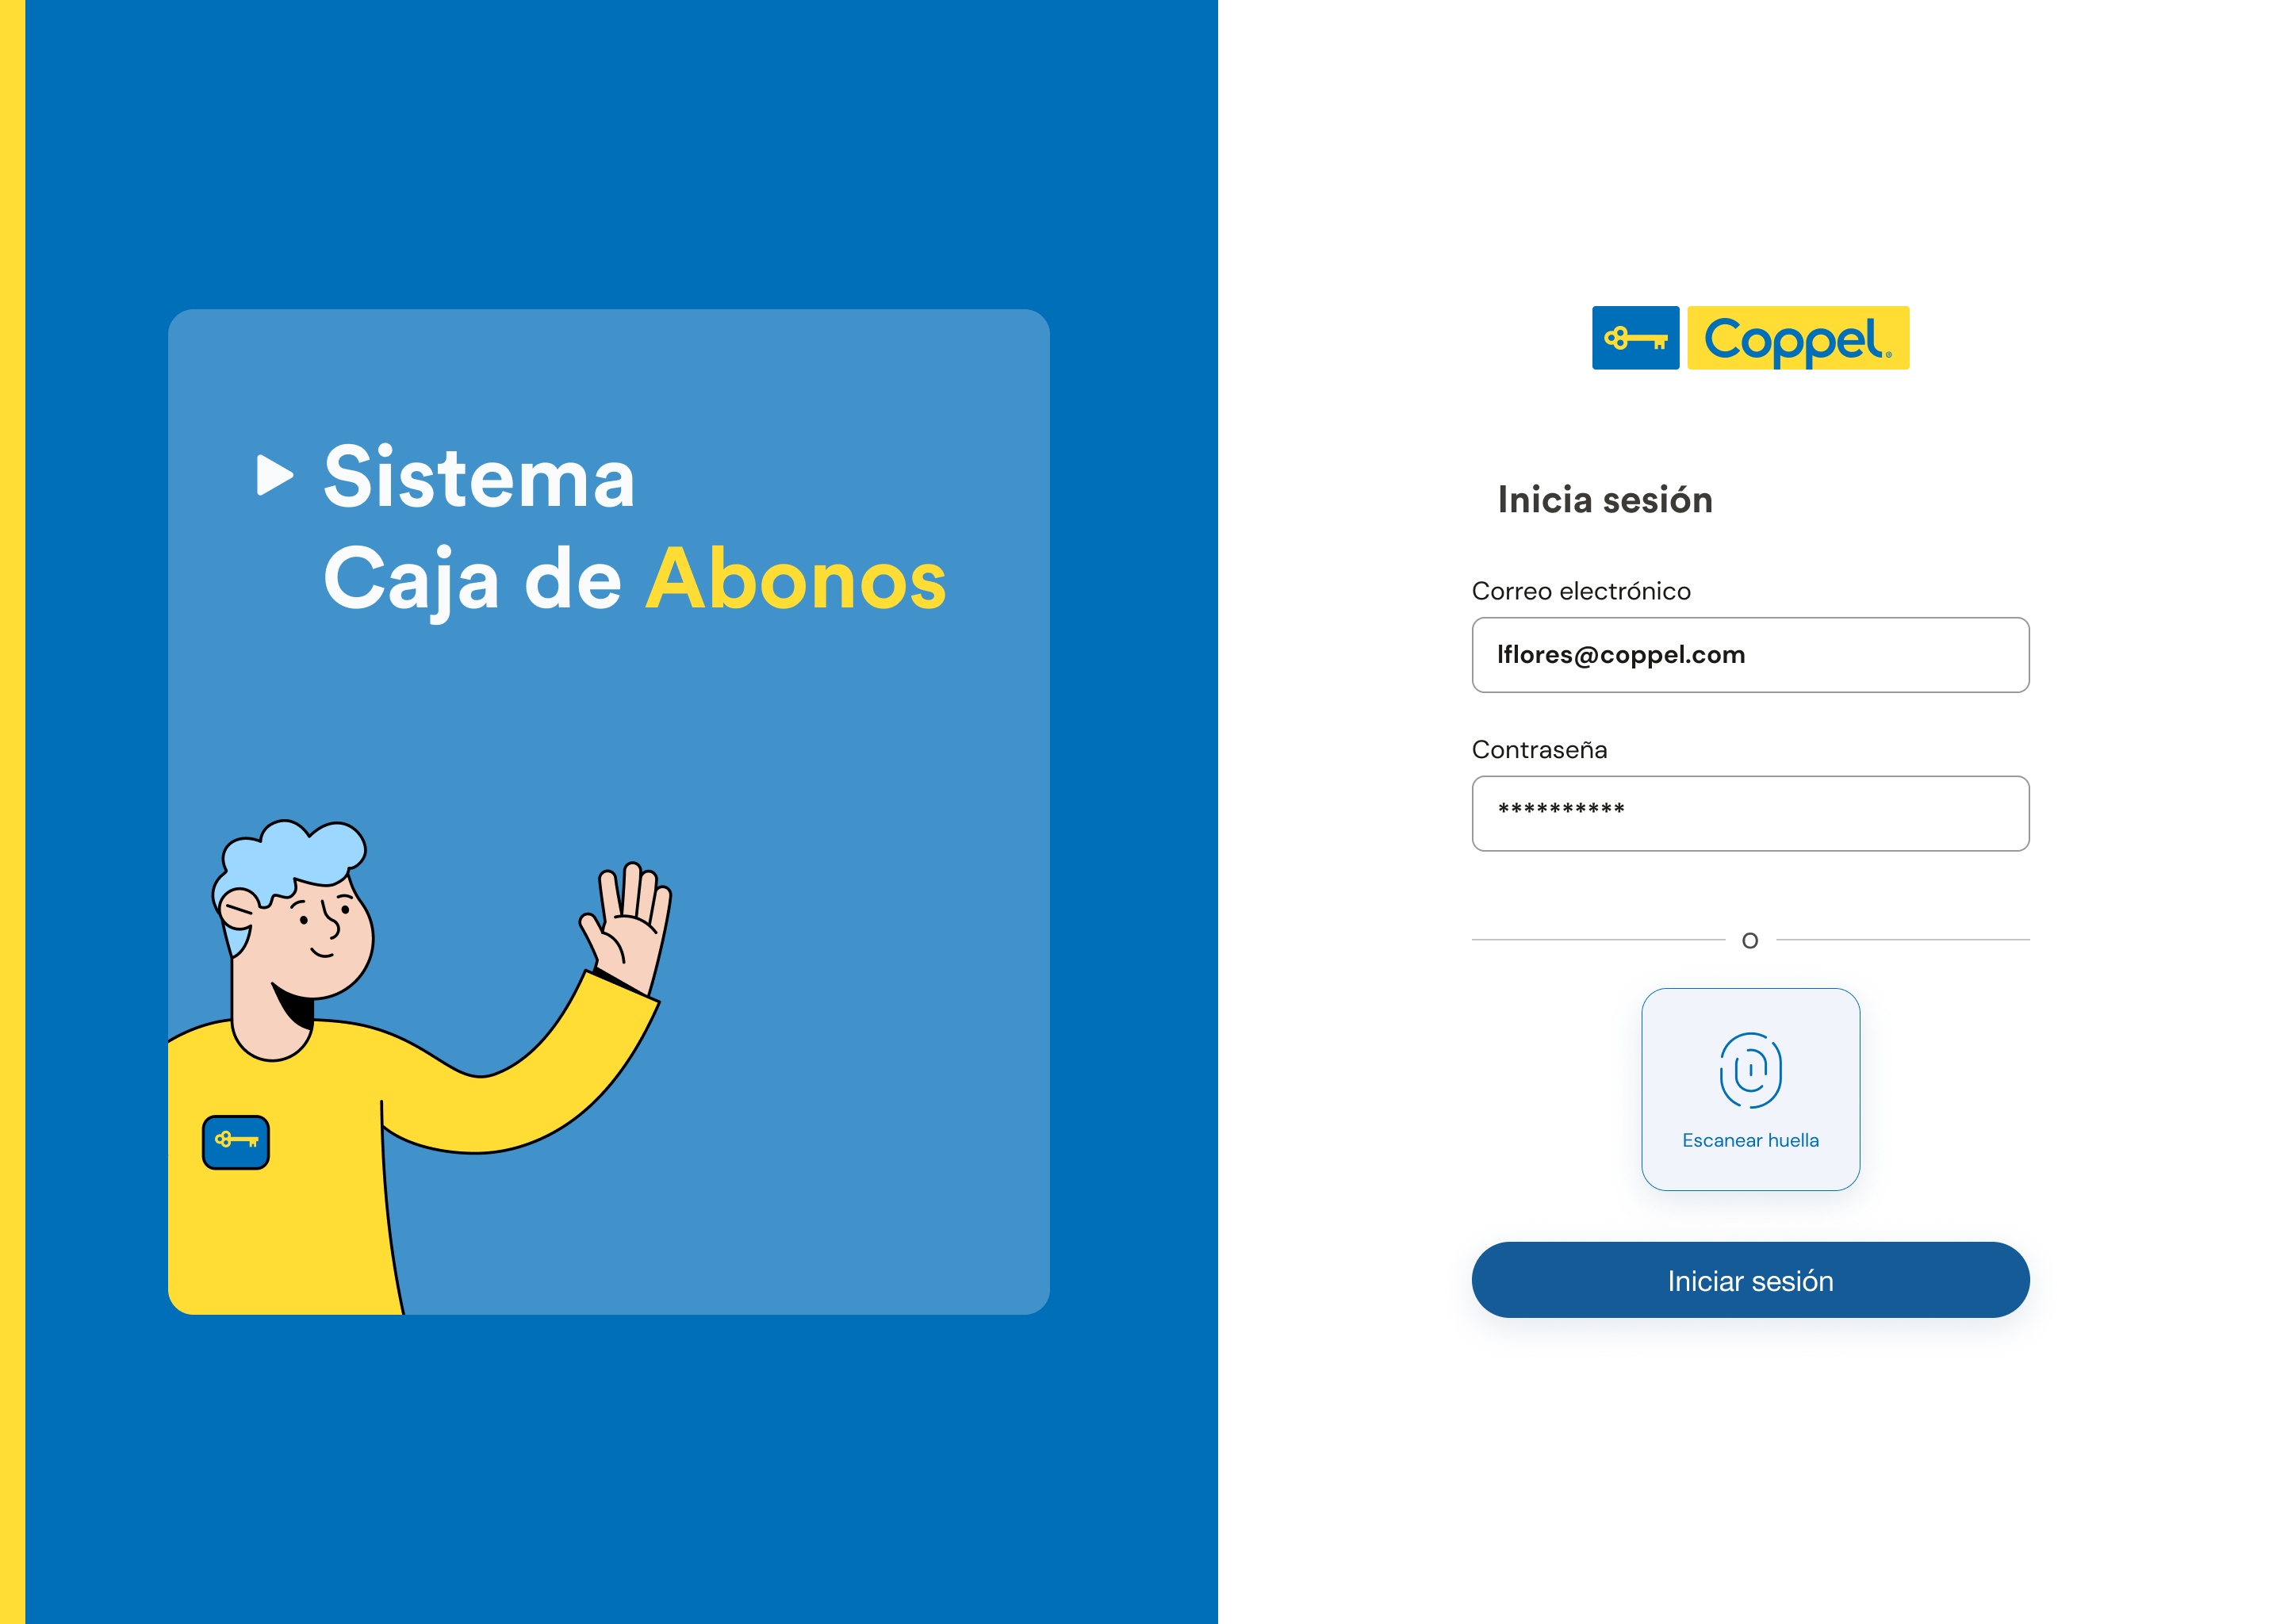 Sistema
Caja de Abonos
Coppel®
Inicia sesión
Correo electrónico
lflores@coppel.com
Contraseña
**********
O
Escanear huella
Iniciar sesión